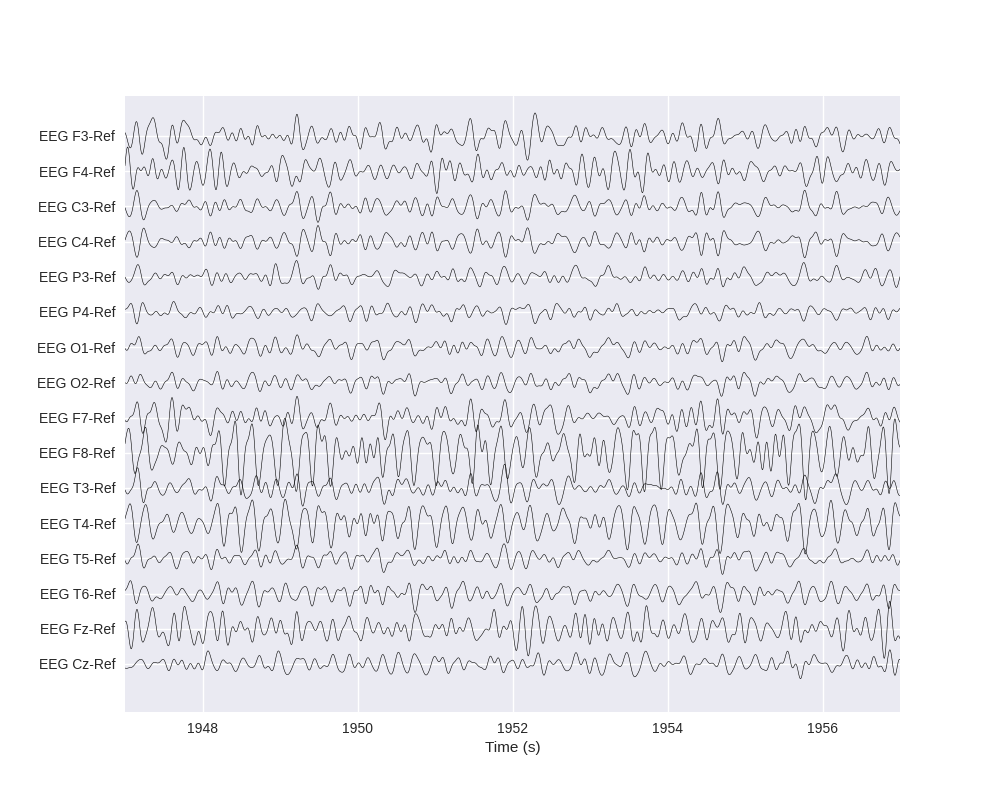 EEG F3-Ref
EEG F4-Ref
EEG C3-Ref
EEG C4-Ref
EEG P3-Ref
EEG P4-Ref
EEG O1-Ref
EEG O2-Ref
EEG F7-Ref
EEG F8-Ref
EEG T3-Ref
EEG T4-Ref
EEG T5-Ref
EEG T6-Ref
EEG Fz-Ref
EEG Cz-Ref
1948 1950 1952 1954 1956
Time (s)